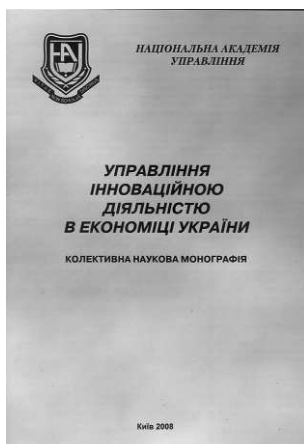 НАЦІОНАЛЬНА АКАДЕМІЯ
УПРАВЛІННЯ
УПРАВЛІННЯ
ІННОВАЦІЙНОЮ
ДІЯЛЬНІСТЮ
В ЕКОНОМІЦІ УКРАЇНИ
КОЛЕКТИВНА НАУКОВА МОНОГРАФІЯ
Київ 2008